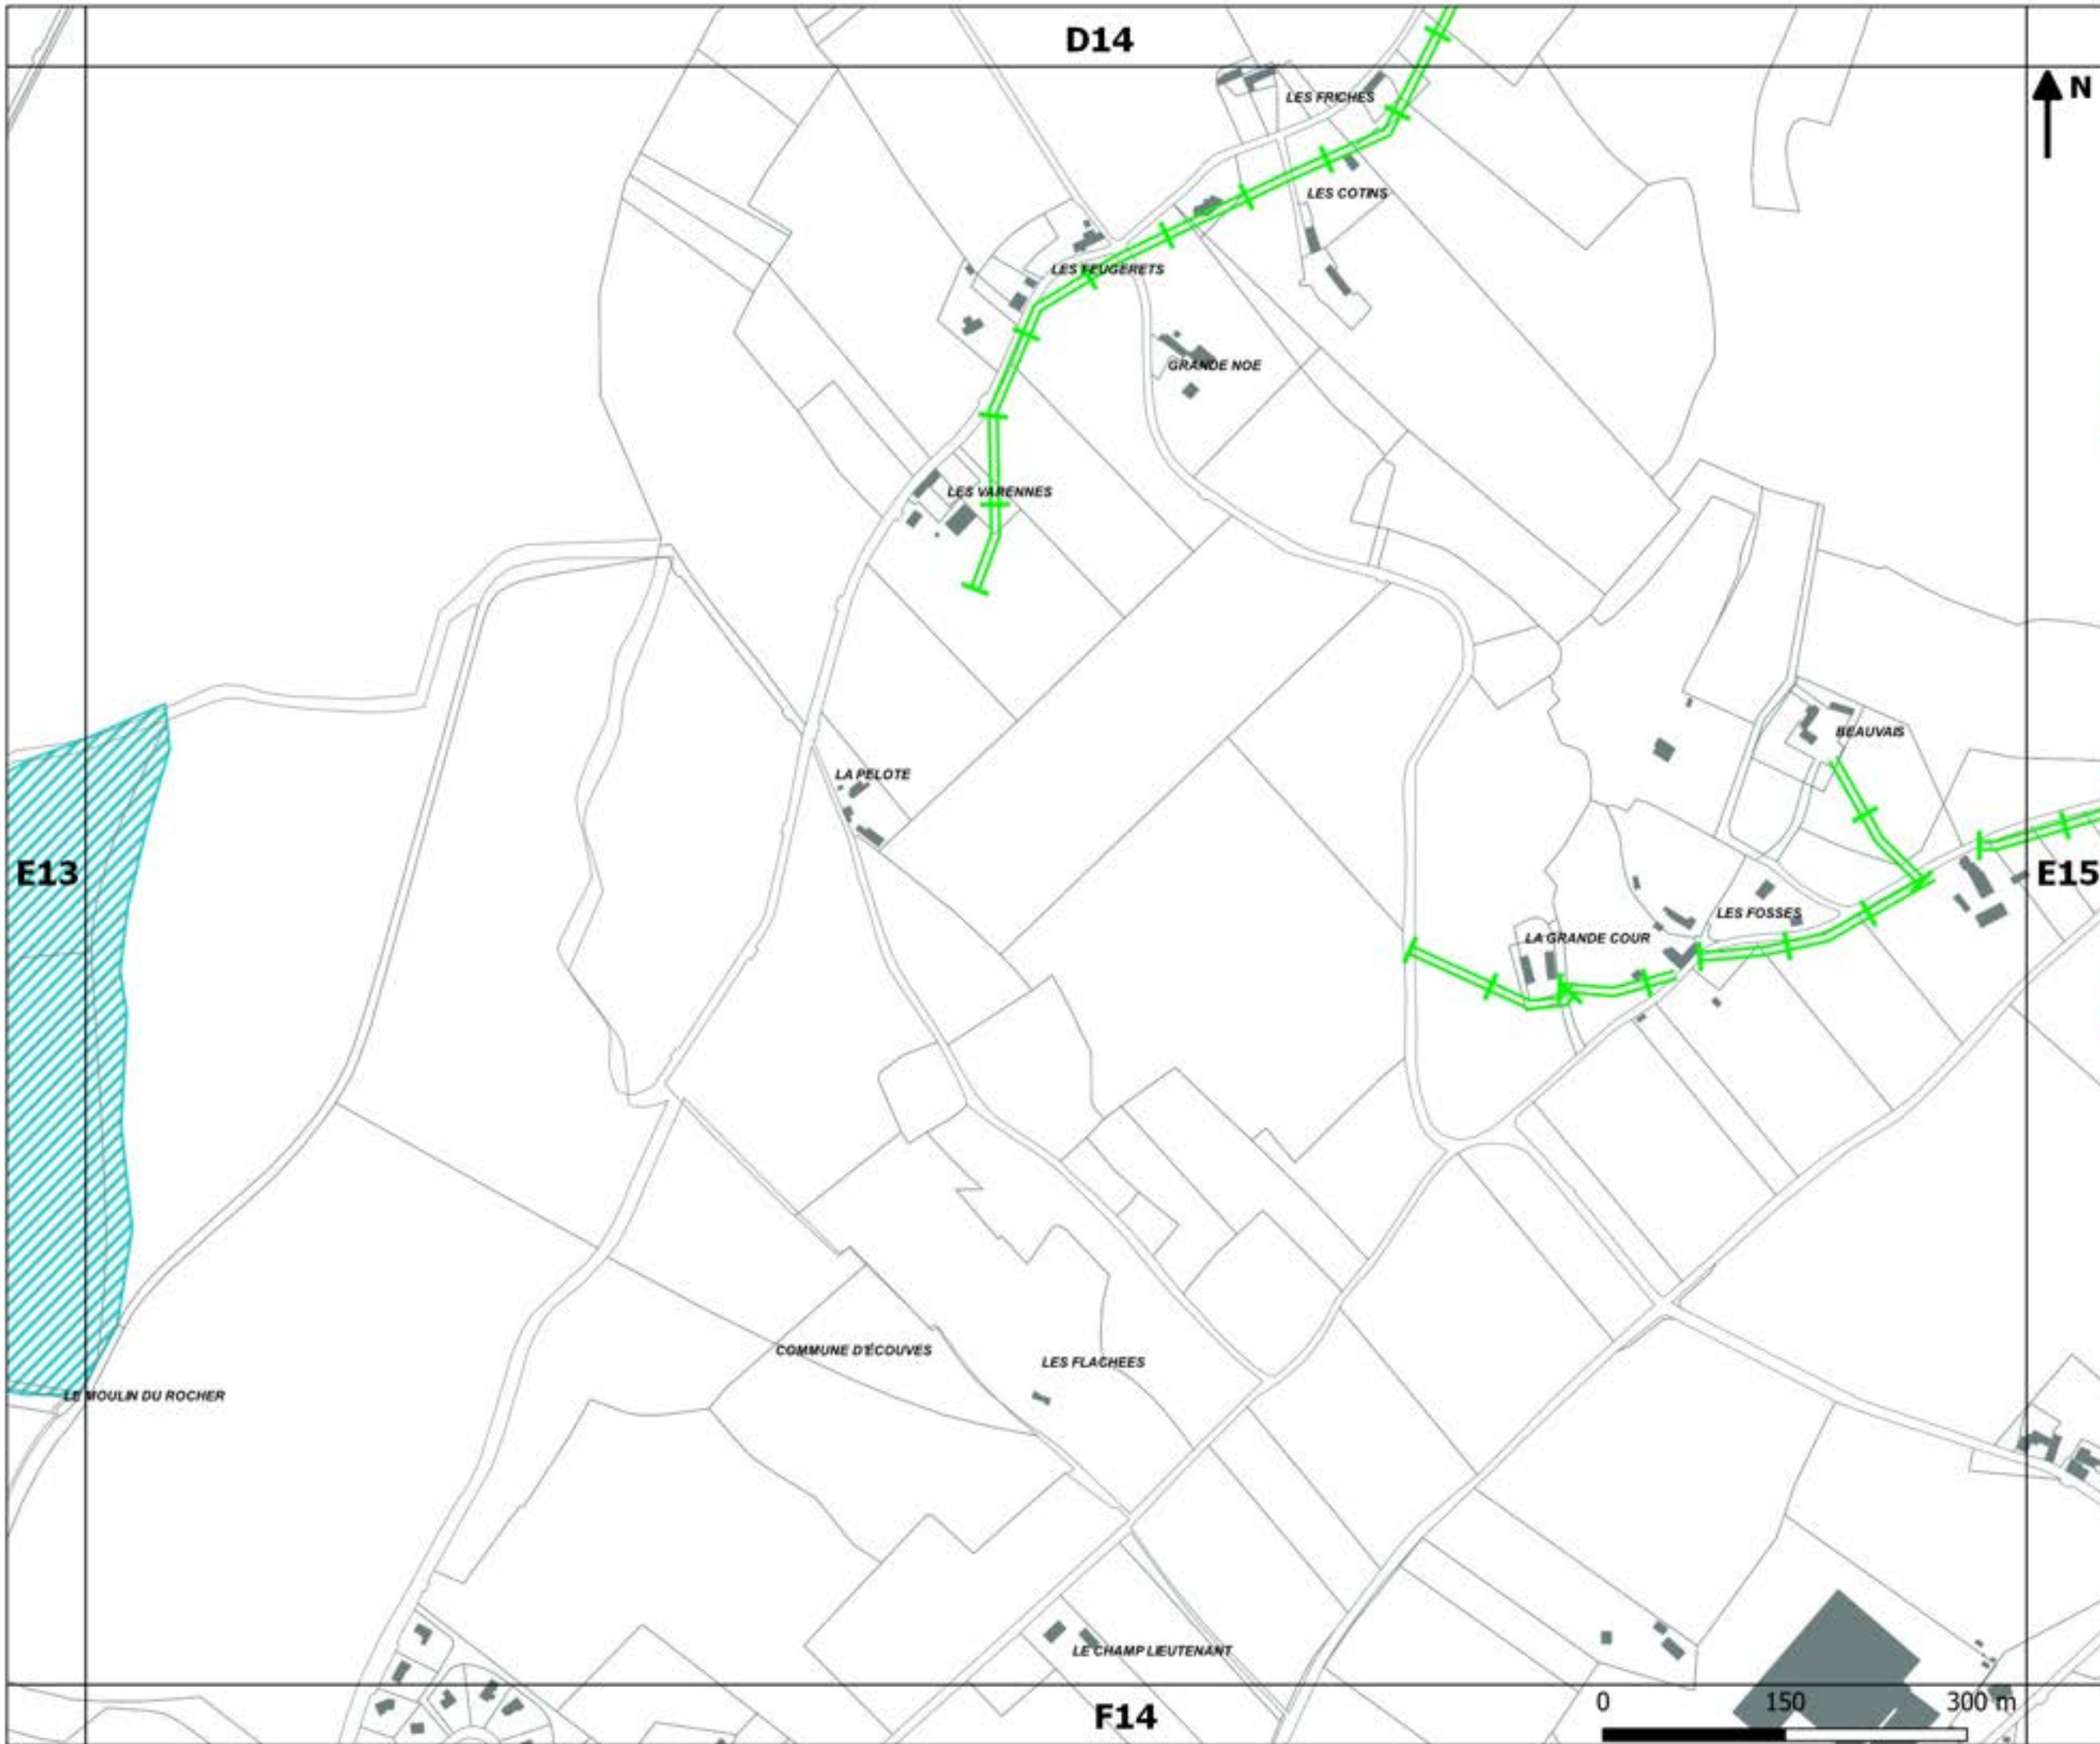 D14
N
LES FRICHES
LES COTINS
LES FEUGERETS
GRANDE NOE
LES VARENNES
BEAUVAIS
LA PELOTE
E13
E15
LES FOSSES
LA GRANDE COUR
COMMUNE D'ÉCOUVES
LES FLACHEES
LE MOULIN DU ROCHER
LE CHAMP LIEUTENANT
F14
0 150 300 m